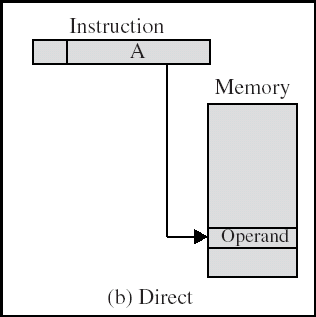 Instruction
A
Memory
Operand
(b) Direct